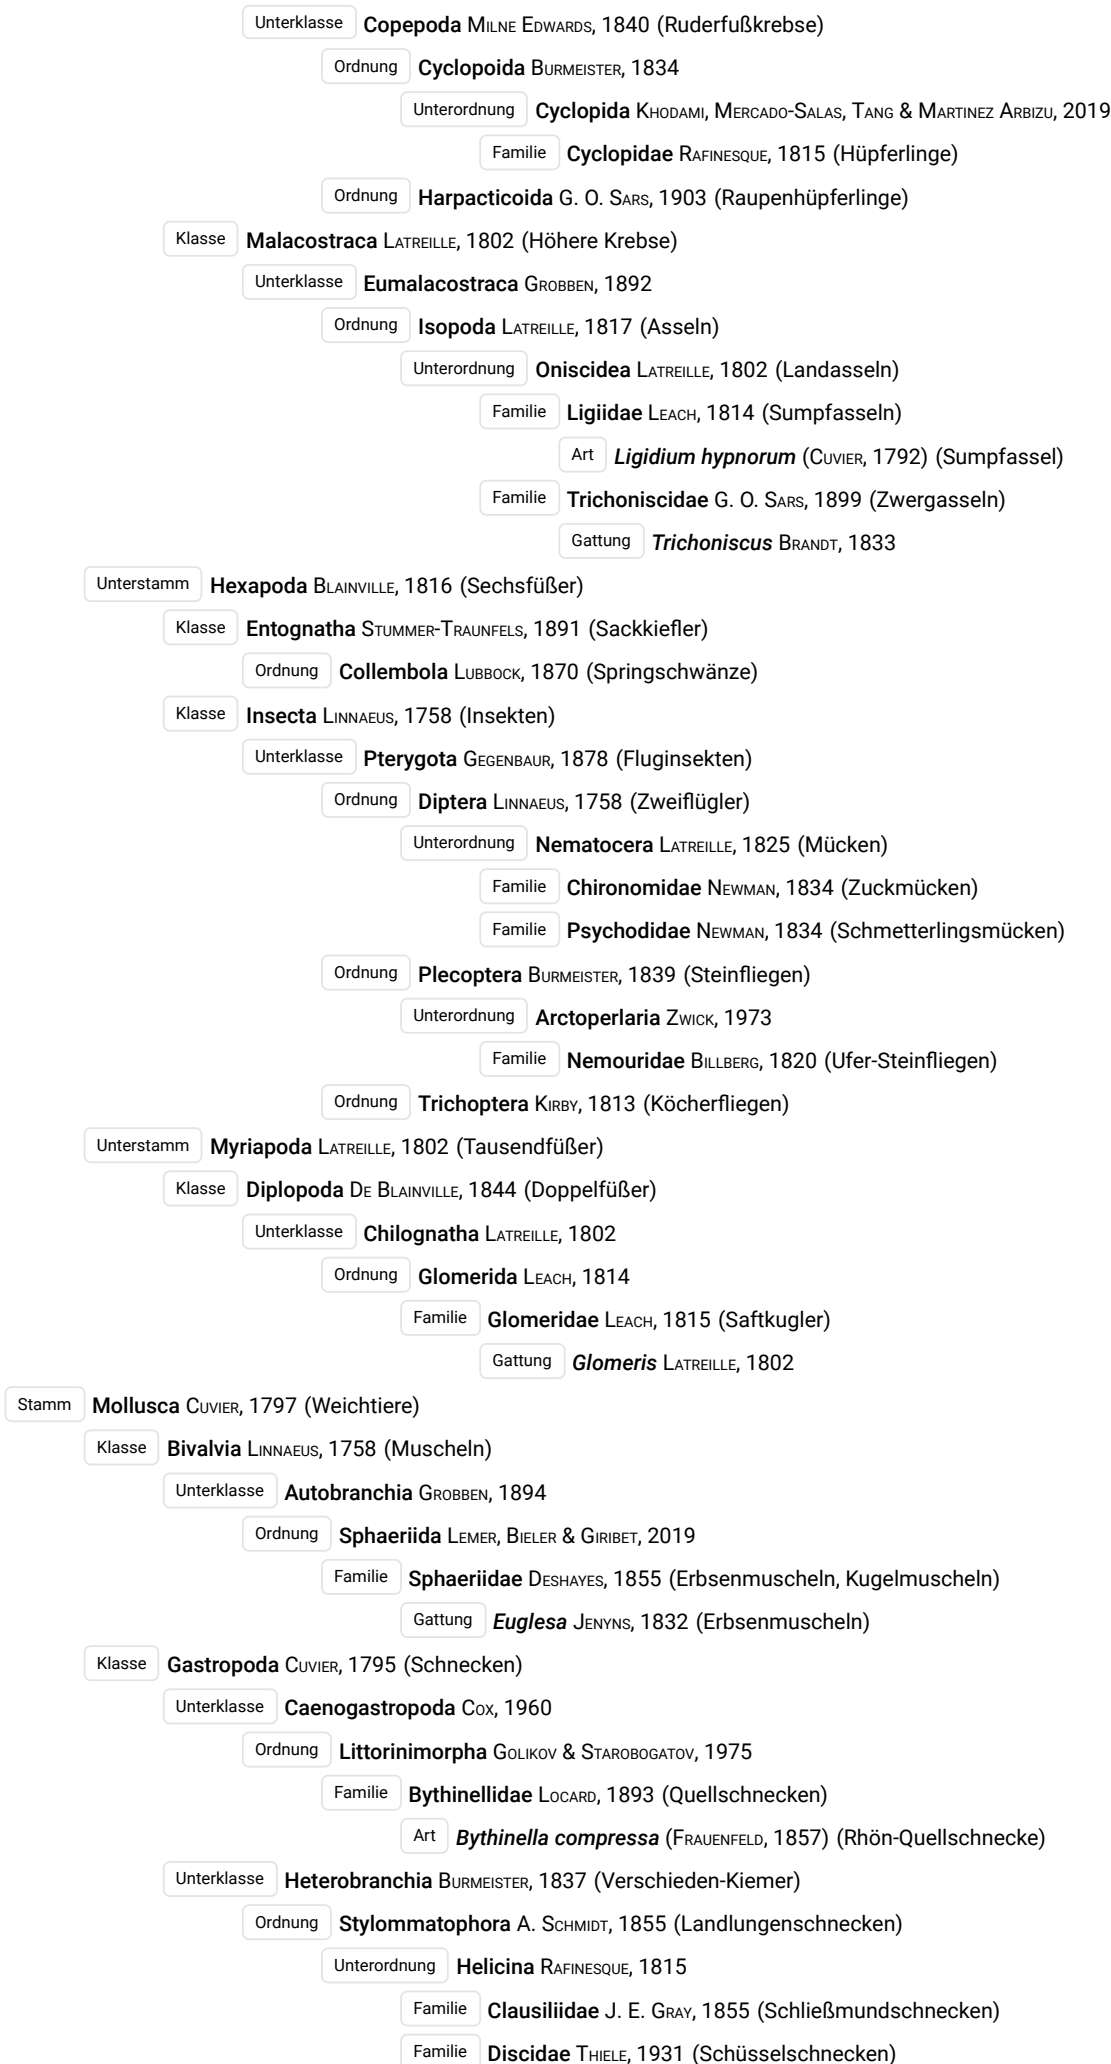 Unterklasse Copepoda Milne Edwards, 1840 (Ruderfußkrebse)
Ordnung Cyclopoida Burmeister, 1834
Unterordnung Cyclopida Khodami, Mercado-Salas, Tang & Martinez Arbizu, 2019
Familie Cyclopidae Rafinesque, 1815 (Hüpferlinge)
Ordnung Harpacticoida G. O. Sars, 1903 (Raupenhüpferlinge)
Klasse Malacostraca Latreille, 1802 (Höhere Krebse)
Unterklasse Eumalacostraca Grobben, 1892
Ordnung Isopoda Latreille, 1817 (Asseln)
Unterordnung Oniscidea Latreille, 1802 (Landasseln)
Familie Ligiidae Leach, 1814 (Sumpfasseln)
Art Ligidium hypnorum (Cuvier, 1792) (Sumpfassel)
Familie Trichoniscidae G. O. Sars, 1899 (Zwergasseln)
Gattung Trichoniscus Brandt, 1833
Unterstamm Hexapoda Blainville, 1816 (Sechsfüßer)
Klasse Entognatha Stummer-Traunfels, 1891 (Sackkiefler)
Ordnung Collembola Lubbock, 1870 (Springschwänze)
Klasse Insecta Linnaeus, 1758 (Insekten)
Unterklasse Pterygota Gegenbaur, 1878 (Fluginsekten)
Ordnung Diptera Linnaeus, 1758 (Zweiflügler)
Unterordnung Nematocera Latreille, 1825 (Mücken)
Familie Chironomidae Newman, 1834 (Zuckmücken)
Familie Psychodidae Newman, 1834 (Schmetterlingsmücken)
Ordnung Plecoptera Burmeister, 1839 (Steinfliegen)
Unterordnung Arctoperlaria Zwick, 1973
Familie Nemouridae Billberg, 1820 (Ufer-Steinfliegen)
Ordnung Trichoptera Kirby, 1813 (Köcherfliegen)
Unterstamm Myriapoda Latreille, 1802 (Tausendfüßer)
Klasse Diplopoda De Blainville, 1844 (Doppelfüßer)
Unterklasse Chilognatha Latreille, 1802
Ordnung Glomerida Leach, 1814
Familie Glomeridae Leach, 1815 (Saftkugler)
Gattung Glomeris Latreille, 1802
Stamm Mollusca Cuvier, 1797 (Weichtiere)
Klasse Bivalvia Linnaeus, 1758 (Muscheln)
Unterklasse Autobranchia Grobben, 1894
Ordnung Sphaeriida Lemer, Bieler & Giribet, 2019
Familie Sphaeriidae Deshayes, 1855 (Erbsenmuscheln, Kugelmuscheln)
Gattung Euglesa Jenyns, 1832 (Erbsenmuscheln)
Klasse Gastropoda Cuvier, 1795 (Schnecken)
Unterklasse Caenogastropoda Cox, 1960
Ordnung Littorinimorpha Golikov & Starobogatov, 1975
Familie Bythinellidae Locard, 1893 (Quellschnecken)
Art Bythinella compressa (Frauenfeld, 1857) (Rhön-Quellschnecke)
Unterklasse Heterobranchia Burmeister, 1837 (Verschieden-Kiemer)
Ordnung Stylommatophora A. Schmidt, 1855 (Landlungenschnecken)
Unterordnung Helicina Rafinesque, 1815
Familie Clausiliidae J. E. Gray, 1855 (Schließmundschnecken)
Familie Discidae Thiele, 1931 (Schüsselschnecken)